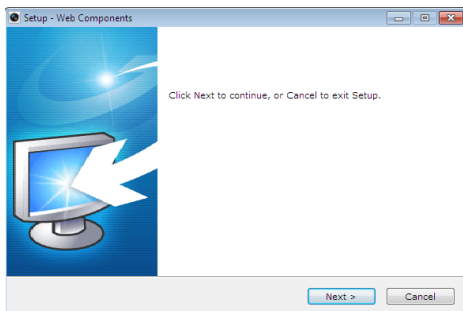 Setup - Web Components
Click Next to continue, or Cancel to exit Setup.
Next >
Cancel